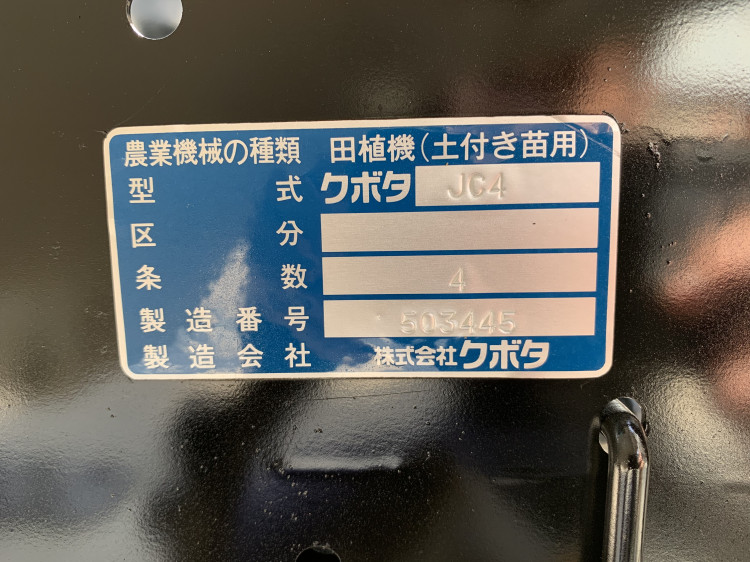 農業機械の種類 田植機(土付き苗用)
型式 クボタ JC4
区分
条数 4
製造番号 503445
製造会社 株式会社クボタ